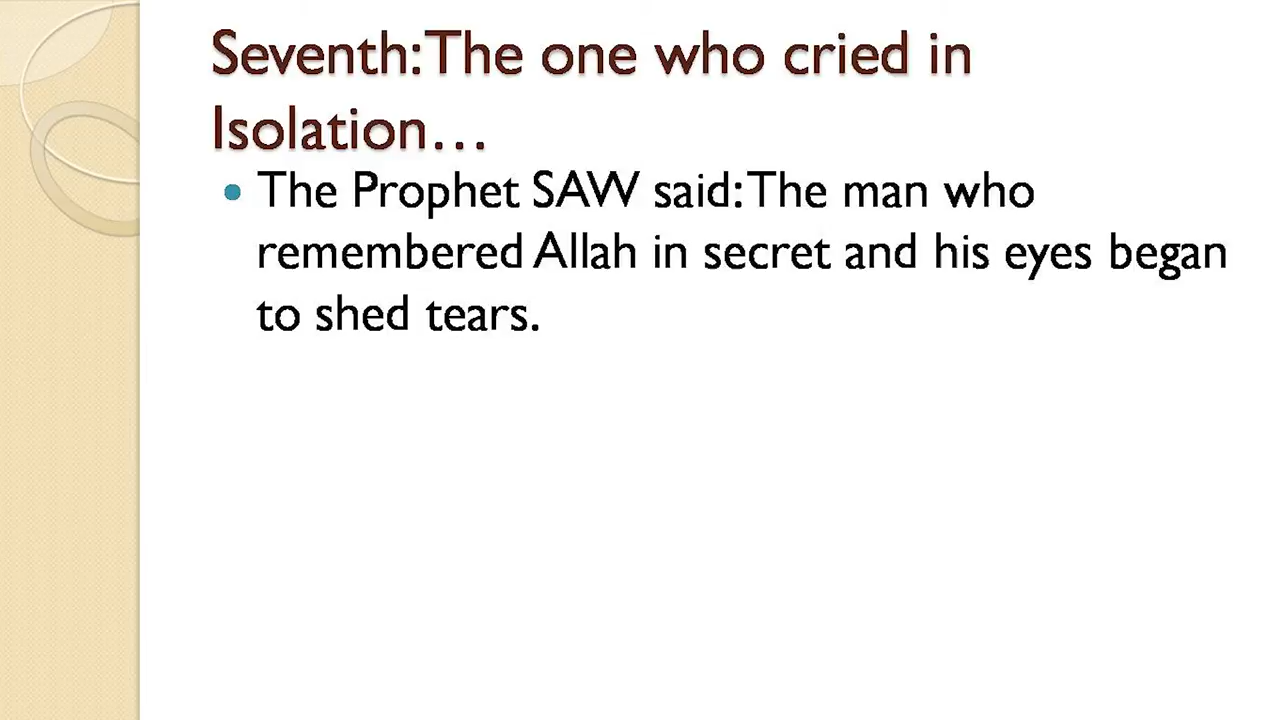 Seventh: The one who cried in
Isolation…
• The Prophet SAW said: The man who
remembered Allah in secret and his eyes began
to shed tears.